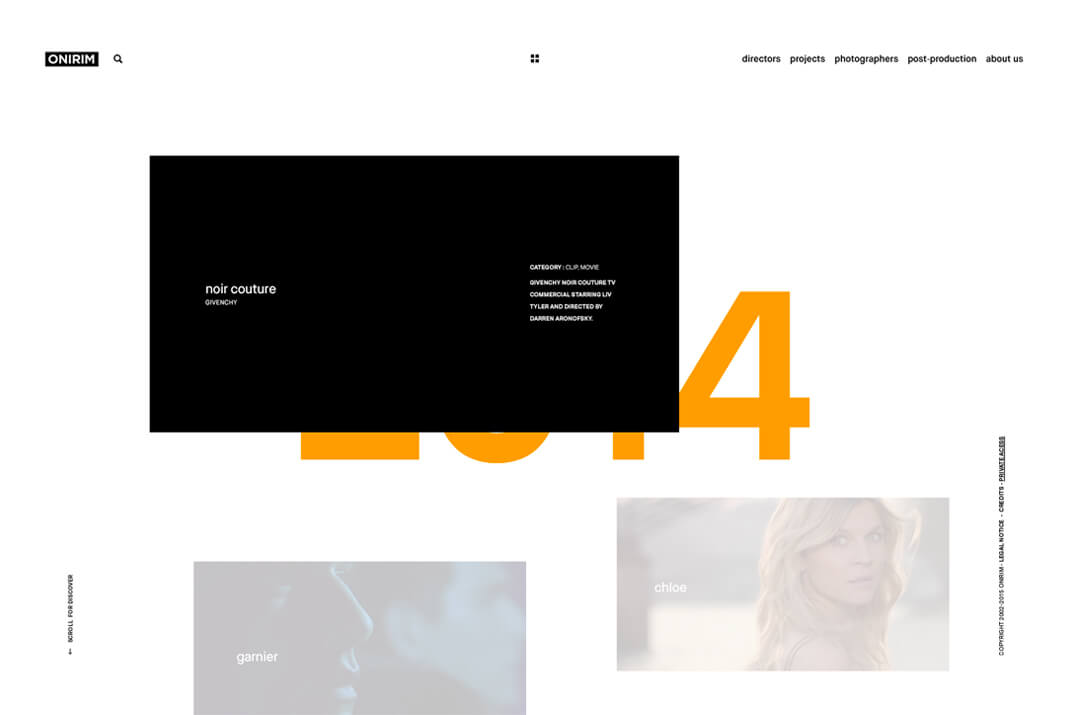 ONIRIM
directors projects photographers post-production about us
noir couture
GIVENCHY
CATEGORY : CLIP, MOVIE
GIVENCHY NOIR COUTURE TV
COMMERCIAL STARRING LIV
TYLER AND DIRECTED BY
DARREN ARONOFSKY.
2014
chloe
garnier
← SCROLL FOR DISCOVER
COPYRIGHT 2002-2015 ONIRIM - LEGAL NOTICE - CREDITS - PRIVATE ACESS